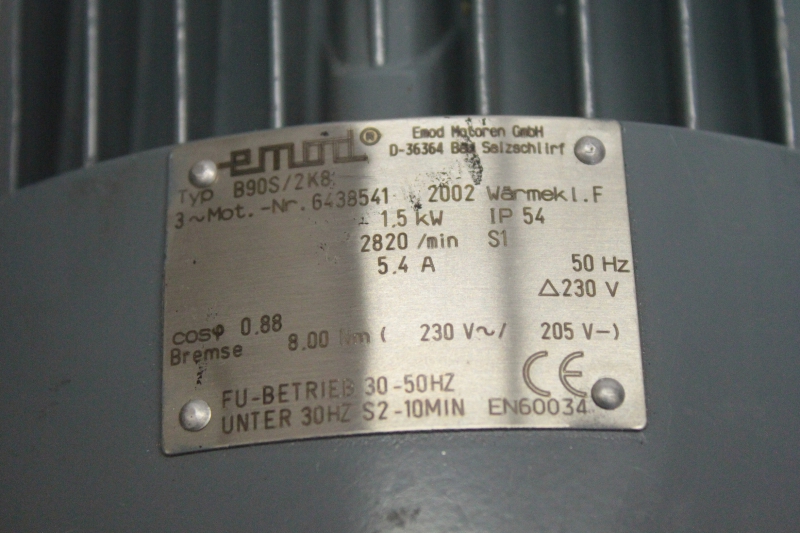 emod® Emod Motoren GmbH
D-36364 Bad Salzschlirf
Typ B90S/2K8
3~Mot.-Nr. 6438541 2002 Wärmekl.F
1,5 kW IP 54
2820 /min S1
5.4 A 50 Hz
△230 V
cosφ 0.88
Bremse 8.00 Nm ( 230 V~/ 205 V-)
FU-BETRIEB 30-50HZ
UNTER 30HZ S2-10MIN EN60034
CE